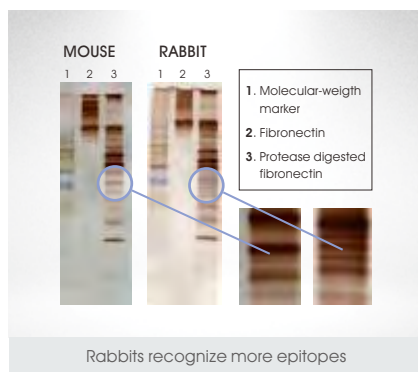 MOUSE RABBIT
1 2 3 1 2 3
1. Molecular-weigth
marker
2. Fibronectin
3. Protease digested
fibronectin
Rabbits recognize more epitopes